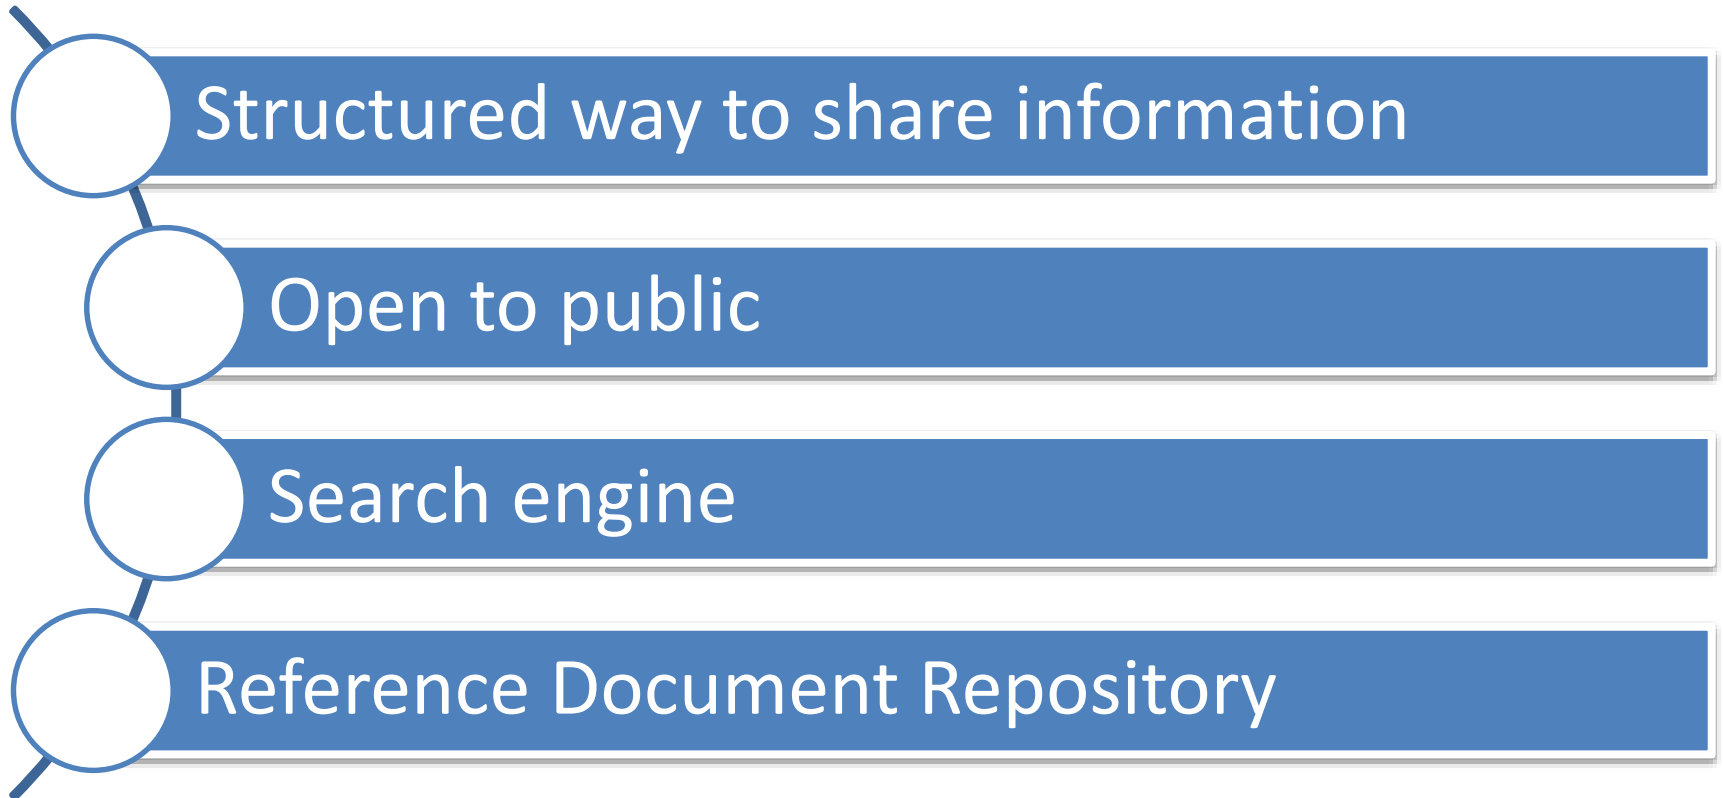 Structured way to share information
Open to public
Search engine
Reference Document Repository